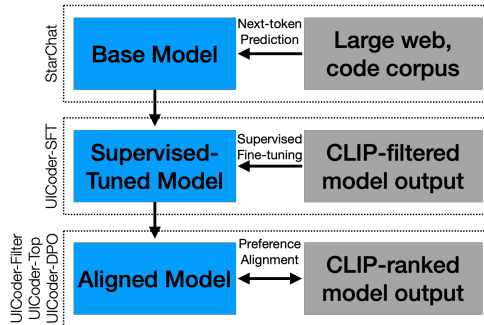 StarChat
Base Model
Next-token
Prediction
Large web,
code corpus
UICoder-SFT
Supervised-
Tuned Model
Supervised
Fine-tuning
CLIP-filtered
model output
UICoder-Filter
UICoder-Top
UICoder-DPO
Aligned Model
Preference
Alignment
CLIP-ranked
model output